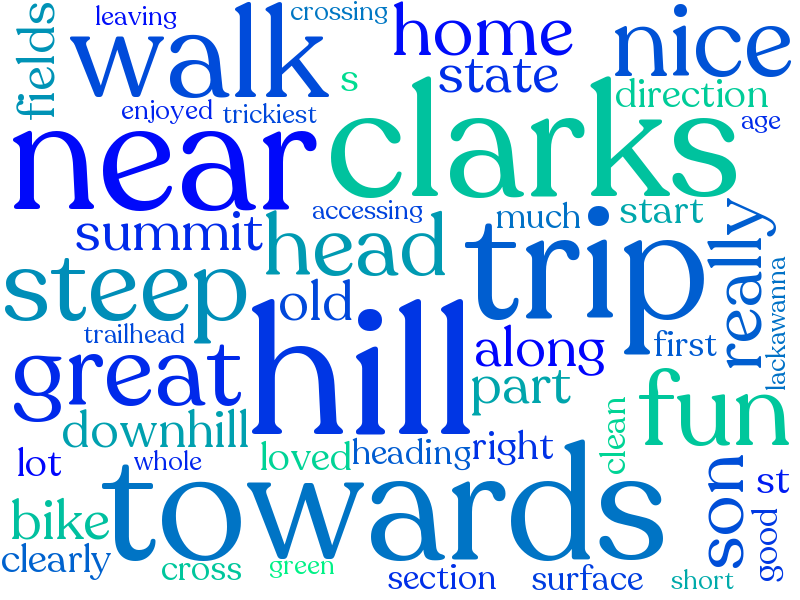 leaving
crossing
fields
walk
home
nice
s
state
direction
enjoyed
trickiest
age
near
clarks
accessing
much
start
summit
head
trip
really
steep
old
lackawanna
trailhead
hill
along
first
great
part
fun
downhill
clean
lot
whole
loved
heading
right
son
st
towards
bike
good
clearly
cross
green
section
surface
short